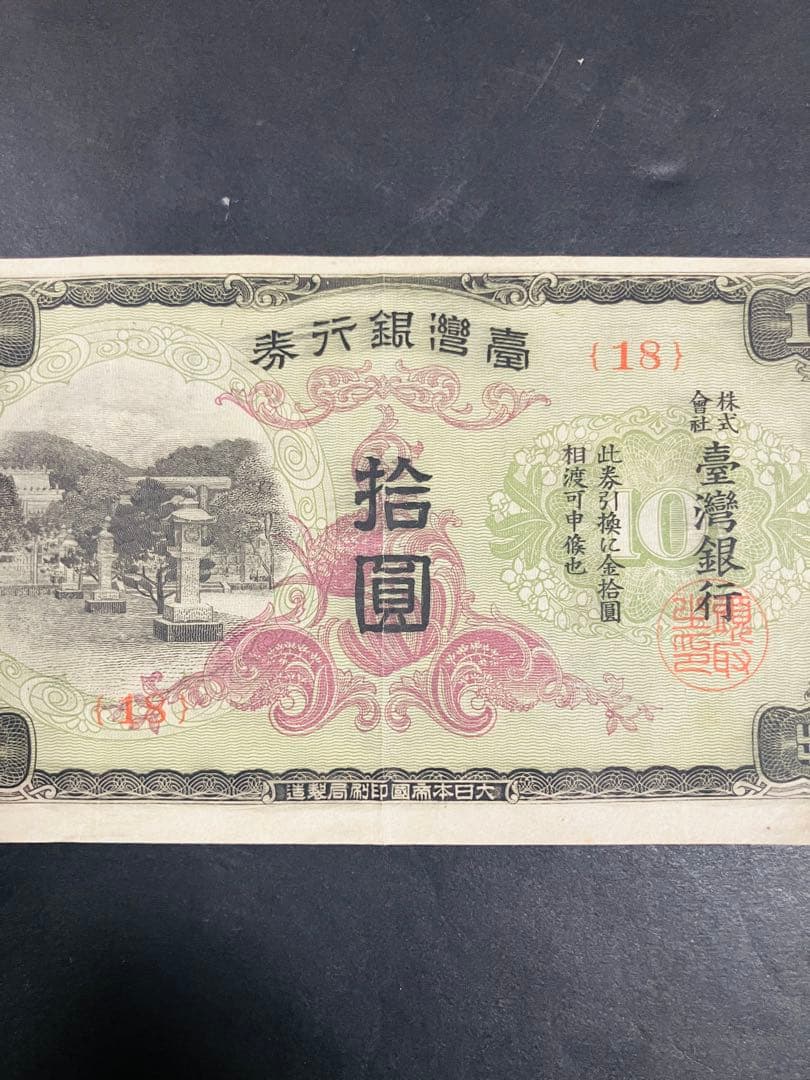 臺灣銀行券
{18}
株式會社
臺灣銀行
此券引換に金拾圓
相渡可申候也
拾圓
10
{18}
大日本帝國印刷局製造